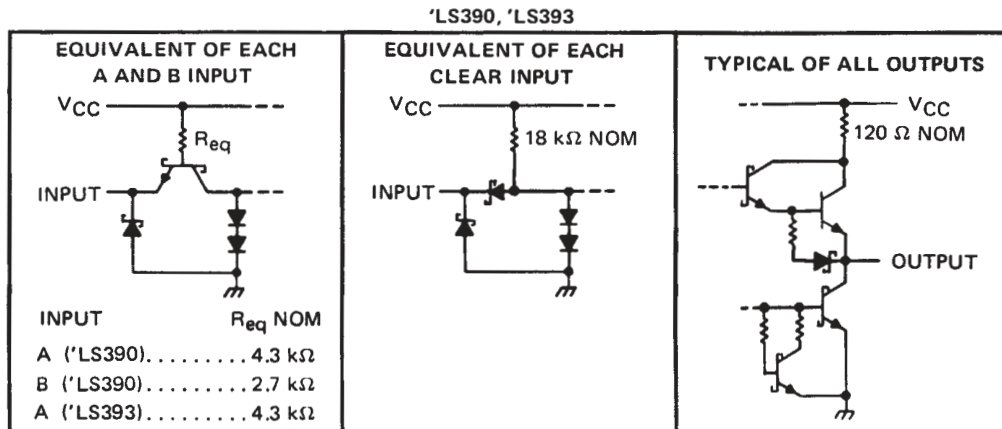 'LS390, 'LS393
EQUIVALENT OF EACH
A AND B INPUT
VCC
Req
INPUT
INPUT Req NOM
A ('LS390)......... 4.3 kΩ
B ('LS390)......... 2.7 kΩ
A ('LS393)......... 4.3 kΩ
EQUIVALENT OF EACH
CLEAR INPUT
VCC
18 kΩ NOM
INPUT
TYPICAL OF ALL OUTPUTS
VCC
120 Ω NOM
OUTPUT